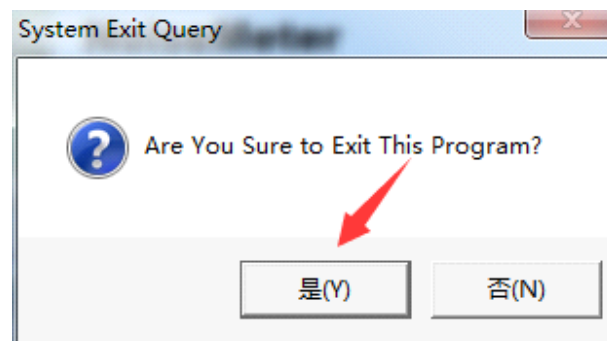 System Exit Query
Are You Sure to Exit This Program?
是(Y)
否(N)